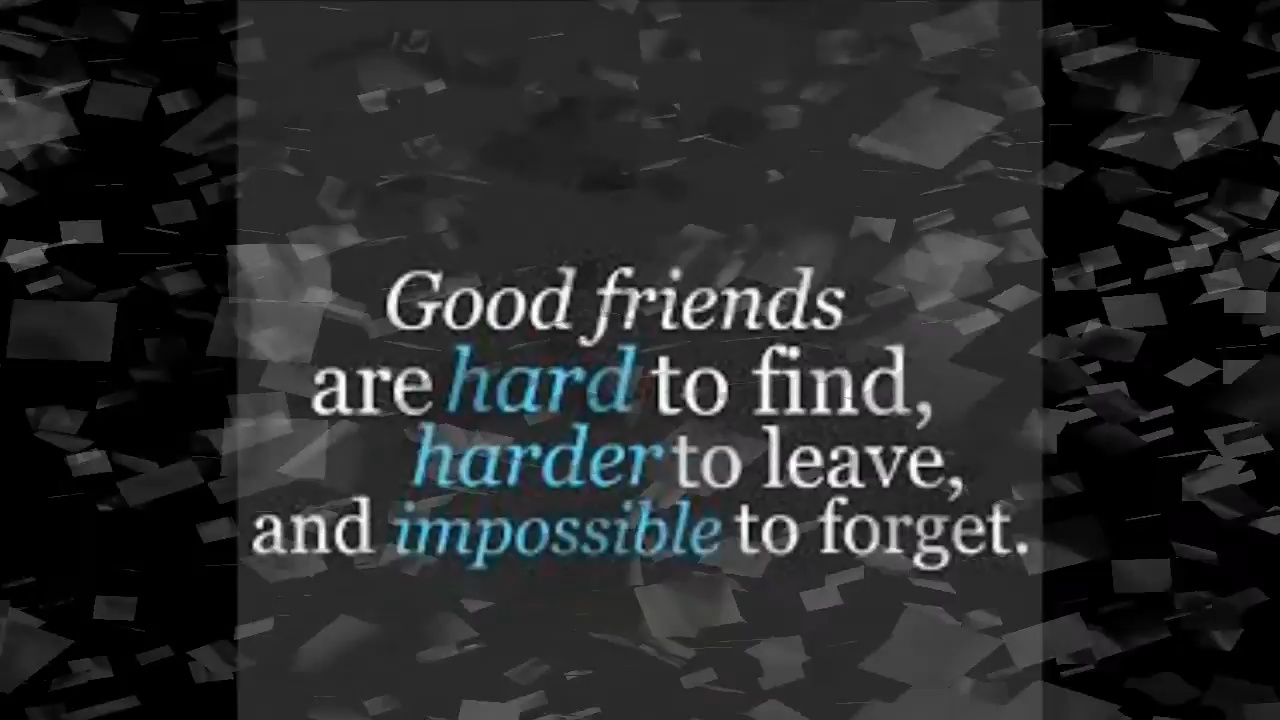 Good friends
are hard to find,
harder to leave,
and impossible to forget.